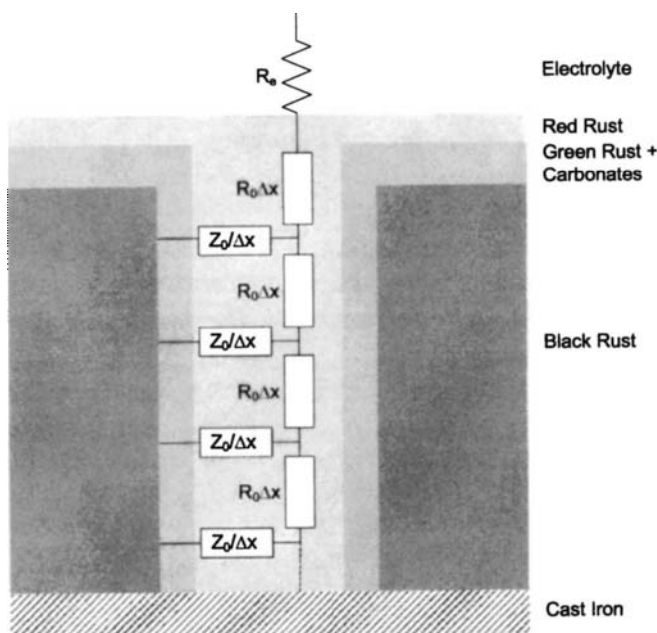 Rₑ
Electrolyte
Red Rust
Green Rust +
Carbonates
R₀Δx
Z₀/Δx
R₀Δx
Z₀/Δx
Black Rust
R₀Δx
Z₀/Δx
R₀Δx
Z₀/Δx
Cast Iron